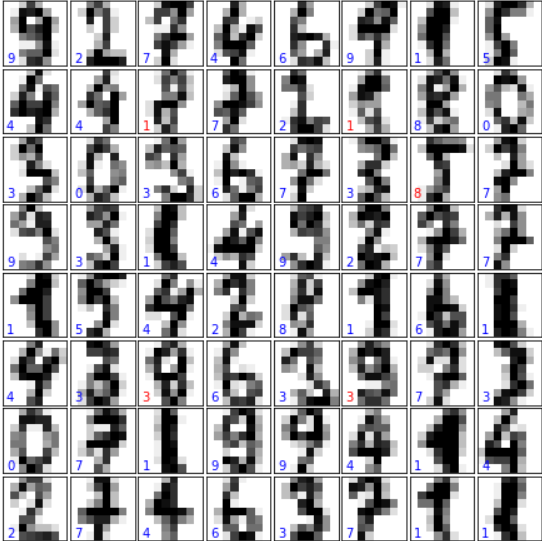 9 2 7 4 6 9 1 5
4 4 1 7 2 1 8 0
3 0 3 6 7 3 8 7
9 3 1 4 9 2 7 7
1 5 4 2 8 1 6 1
4 3 3 6 3 3 7 3
0 7 1 9 9 4 1 4
2 7 4 6 3 7 1 1